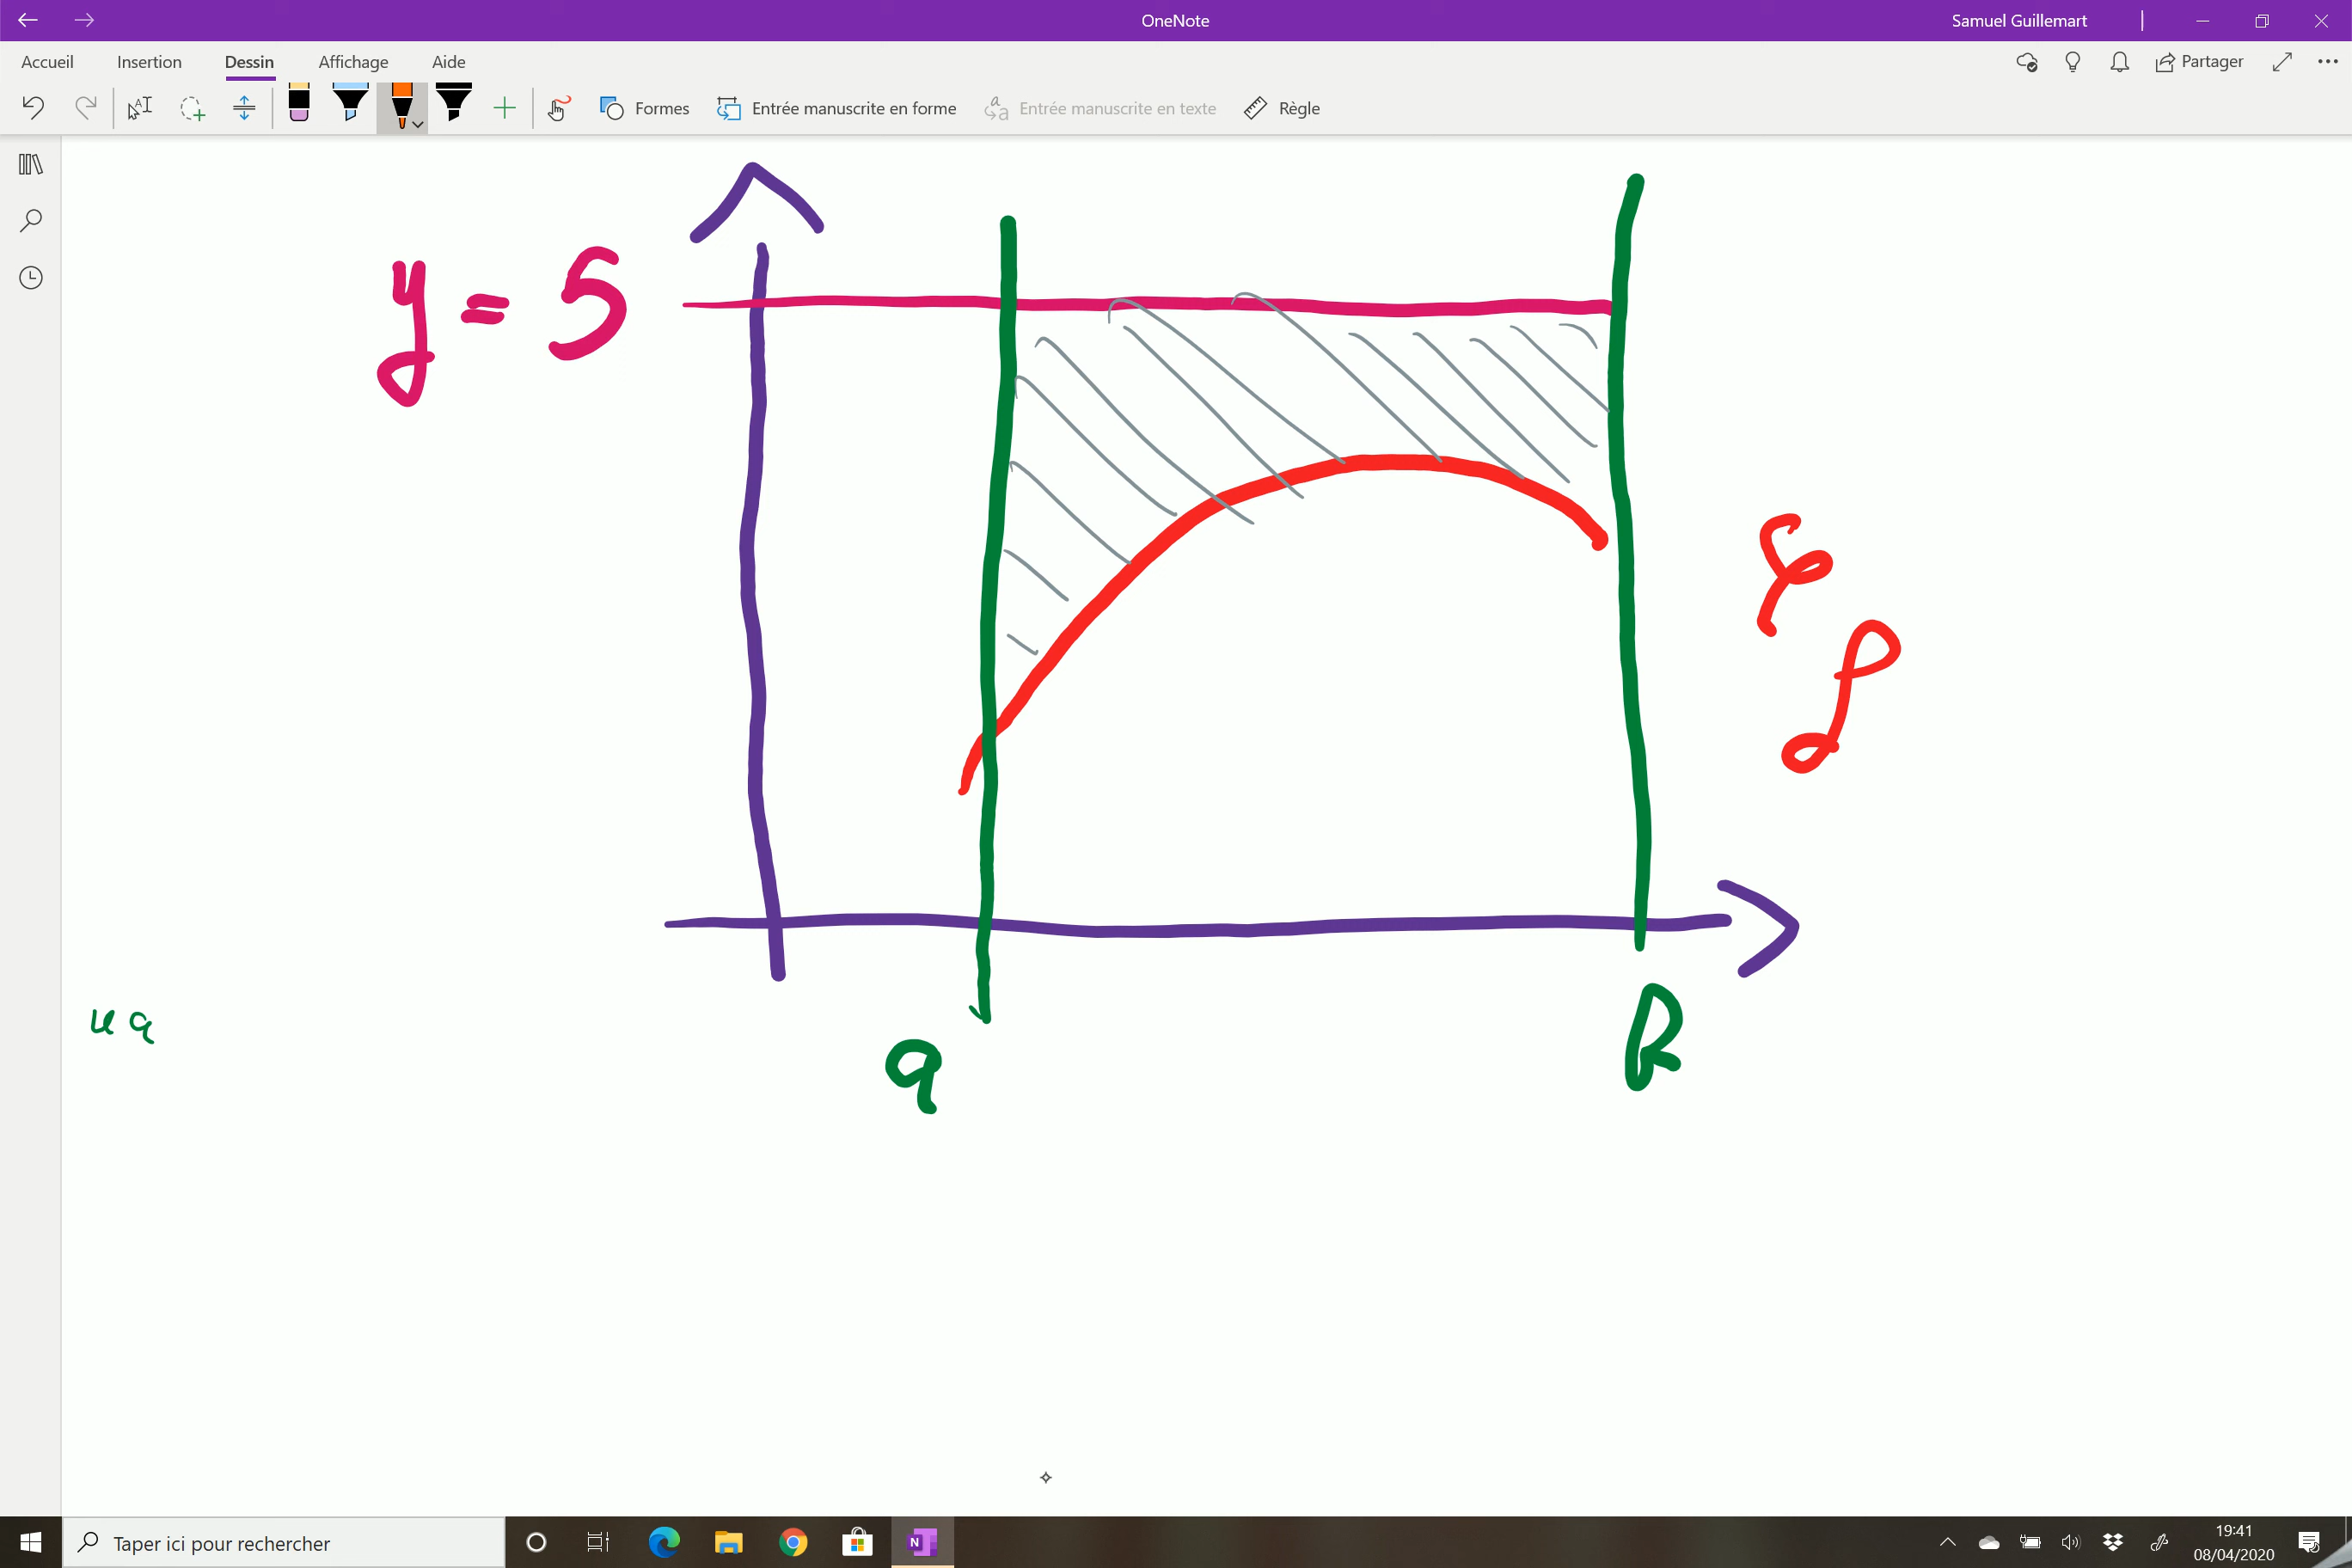 OneNote
Samuel Guillemart
Accueil Insertion Dessin Affichage Aide
Partager
Formes Entrée manuscrite en forme Entrée manuscrite en texte Règle
y = 5
a
Taper ici pour rechercher
19:41
08/04/2020